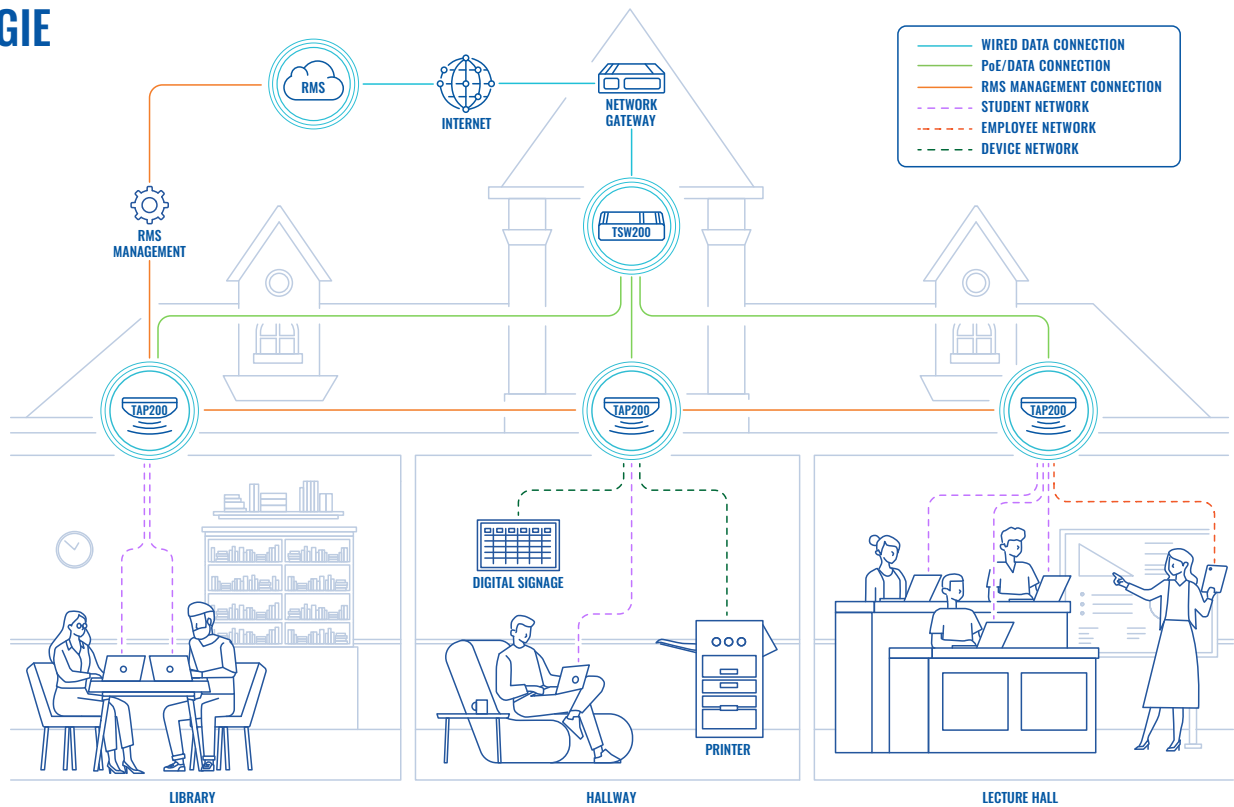 GIE
WIRED DATA CONNECTION
PoE/DATA CONNECTION
RMS MANAGEMENT CONNECTION
STUDENT NETWORK
EMPLOYEE NETWORK
DEVICE NETWORK
RMS
INTERNET
NETWORK
GATEWAY
RMS
MANAGEMENT
TSW200
TAP200
TAP200
TAP200
DIGITAL SIGNAGE
PRINTER
LIBRARY
HALLWAY
LECTURE HALL